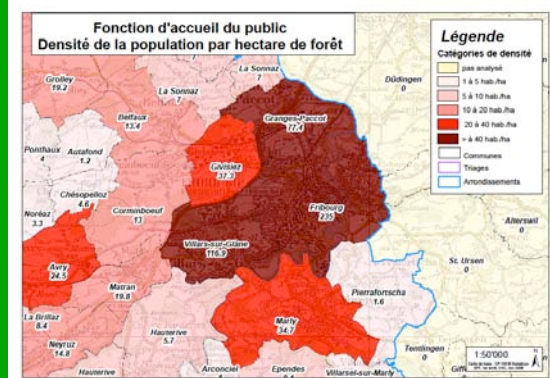 Fonction d'accueil du public
Densité de la population par hectare de forêt
Légende
Catégories de densité
pas analysé
1 à 5 hab./ha
5 à 10 hab./ha
10 à 20 hab./ha
20 à 40 hab./ha
> à 40 hab./ha
Communes
Triages
Arrondissements
La Sonnaz
7
Grolley
19.2
La Sonnaz
7
Düdingen
0
Belfaux
13.4
Granges-Paccot
77.4
Ponthaux
4
Autafond
1.2
Givisiez
37.3
Chésopelloz
4.6
Noréaz
3.3
Corminboeuf
13
Fribourg
235
Alterswil
0
Villars-sur-Glâne
116.9
St. Ursen
0
Avry
24.5
Matran
19.8
Pierrafortscha
1.6
La Brillaz
8.4
Marly
34.7
Hauterive
5.7
Neyruz
14.8
Tentlingen
0
1:50'000
Hauterive
Arconciel
Ependes
Villarsel-sur-Marly